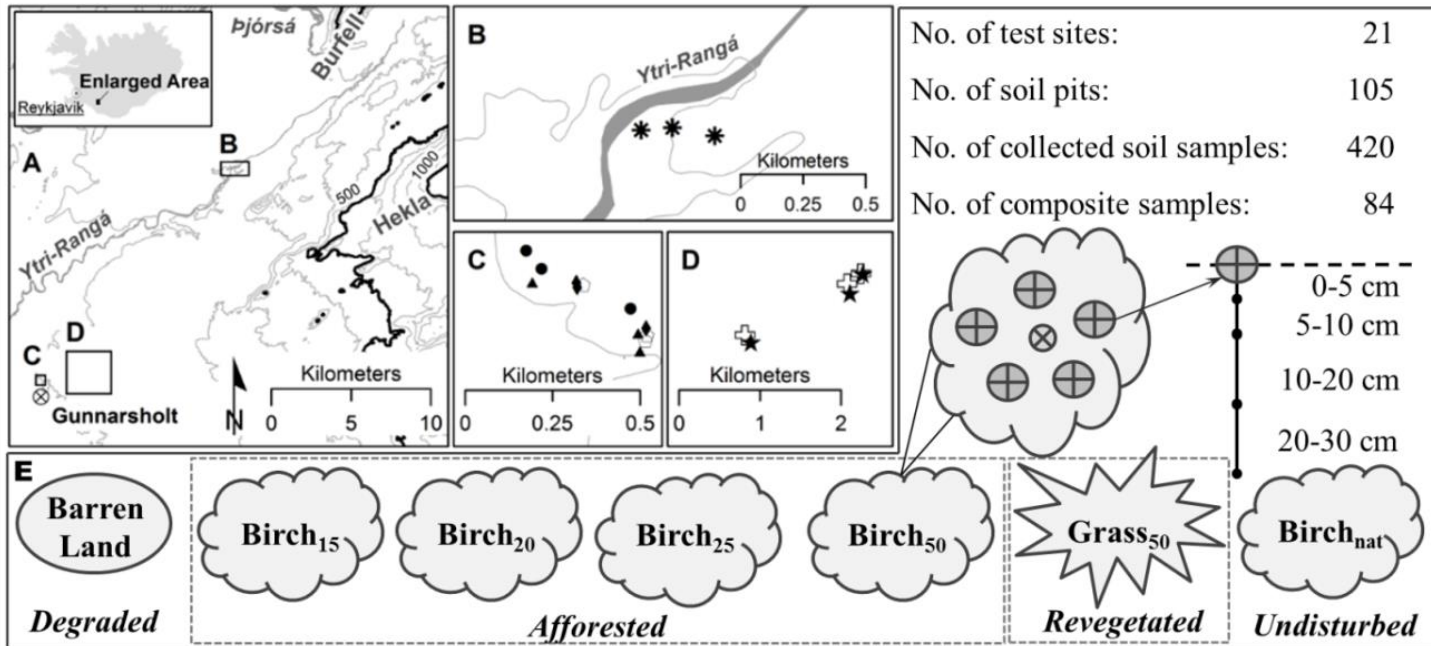 A
Þjórsá
Burfell
Enlarged Area
Reykjavik
B
500
1000
Hekla
Ytri-Rangá
D
C
Gunnarsholt
N
Kilometers
0 5 10
B
Ytri-Rangá
Kilometers
0 0.25 0.5
C
Kilometers
0 0.5
D
Kilometers
0 1 2
No. of test sites: 21
No. of soil pits: 105
No. of collected soil samples: 420
No. of composite samples: 84
0-5 cm
5-10 cm
10-20 cm
20-30 cm
E
Barren
Land
Birch₁₅
Birch₂₀
Birch₂₅
Birch₅₀
Grass₅₀
Birchnat
Degraded
Afforested
Revegetated
Undisturbed